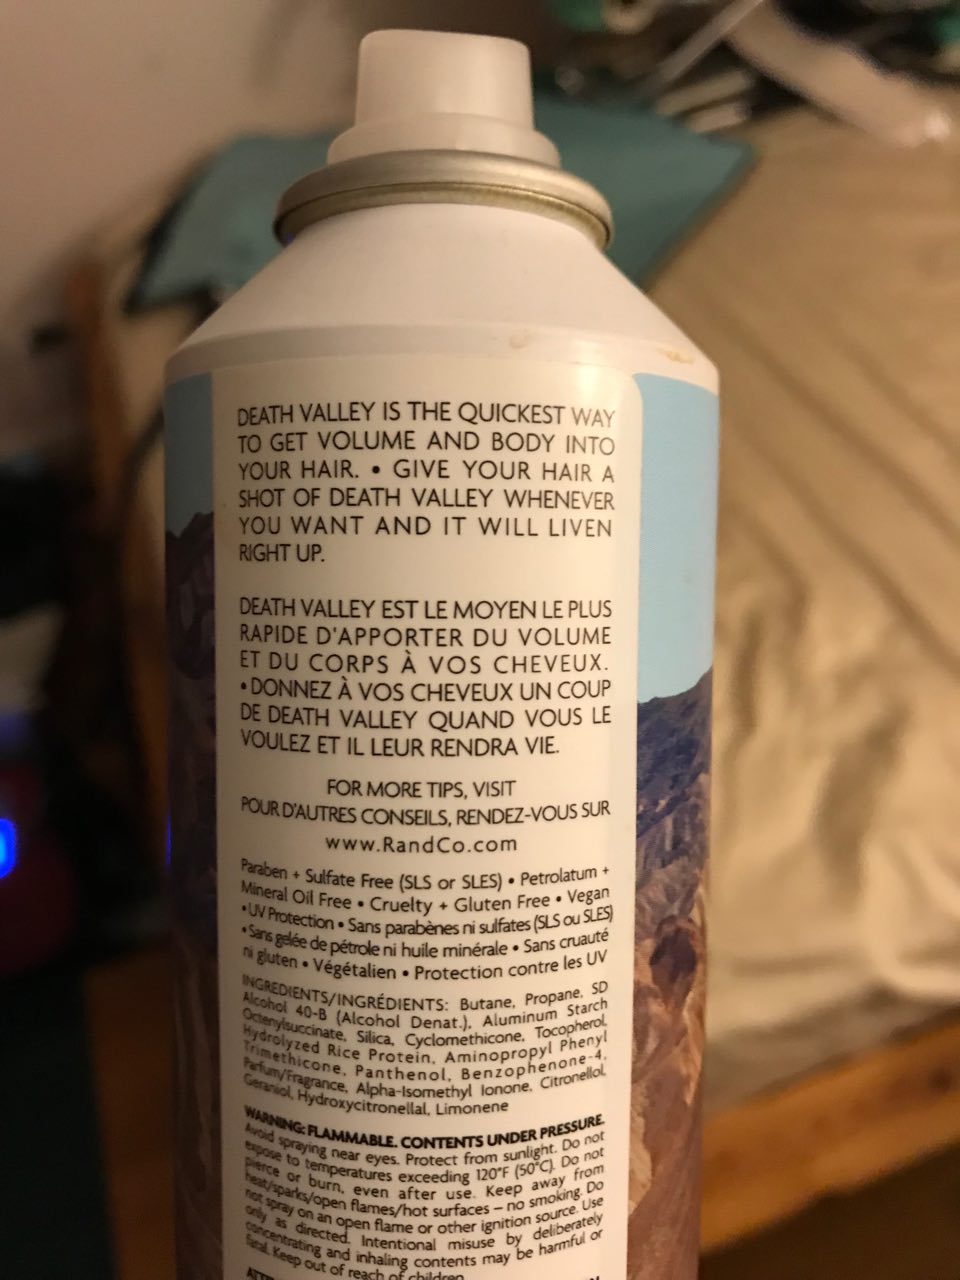 DEATH VALLEY IS THE QUICKEST WAY
TO GET VOLUME AND BODY INTO
YOUR HAIR. • GIVE YOUR HAIR A
SHOT OF DEATH VALLEY WHENEVER
YOU WANT AND IT WILL LIVEN
RIGHT UP.
DEATH VALLEY EST LE MOYEN LE PLUS
RAPIDE D'APPORTER DU VOLUME
ET DU CORPS À VOS CHEVEUX.
• DONNEZ À VOS CHEVEUX UN COUP
DE DEATH VALLEY QUAND VOUS LE
VOULEZ ET IL LEUR RENDRA VIE.
FOR MORE TIPS, VISIT
POUR D'AUTRES CONSEILS, RENDEZ-VOUS SUR
www.RandCo.com
Paraben + Sulfate Free (SLS or SLES) • Petrolatum +
Mineral Oil Free • Cruelty + Gluten Free • Vegan
• UV Protection • Sans parabènes ni sulfates (SLS ou SLES)
• Sans gelée de pétrole ni huile minérale • Sans cruauté
ni gluten • Végétalien • Protection contre les UV
INGREDIENTS/INGRÉDIENTS: Butane, Propane, SD
Alcohol 40-B (Alcohol Denat.), Aluminum Starch
Octenylsuccinate, Silica, Cyclomethicone, Tocopherol,
Hydrolyzed Rice Protein, Aminopropyl Phenyl
Trimethicone, Panthenol, Benzophenone-4,
Parfum/Fragrance, Alpha-Isomethyl Ionone, Citronellol,
Geraniol, Hydroxycitronellal, Limonene
WARNING: FLAMMABLE. CONTENTS UNDER PRESSURE.
Avoid spraying near eyes. Protect from sunlight. Do not
expose to temperatures exceeding 120°F (50°C). Do not
pierce or burn, even after use. Keep away from
heat/sparks/open flames/hot surfaces – no smoking. Do
not spray on an open flame or other ignition source. Use
only as directed. Intentional misuse by deliberately
concentrating and inhaling contents may be harmful or
fatal. Keep out of reach of children.